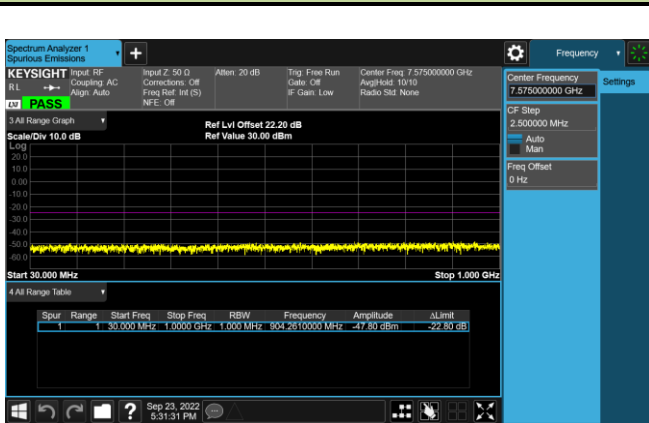 Spectrum Analyzer 1
Spurious Emissions
Frequency
KEYSIGHT Input: RF Input Z: 50 Ω Atten: 20 dB Trig: Free Run Center Freq: 7.575000000 GHz
RL Coupling: AC Corrections: Off Gate: Off Avg|Hold: 10/10
Align: Auto Freq Ref: Int (S) IF Gain: Low Radio Std: None
LXI PASS NFE: Off
Center Frequency
7.575000000 GHz
Settings
CF Step
2.500000 MHz
Auto
Man
Freq Offset
0 Hz
3 All Range Graph
Ref Lvl Offset 22.20 dB
Scale/Div 10.0 dB Ref Value 30.00 dBm
Log
20.0
10.0
0.00
-10.0
-20.0
-30.0
-40.0
-50.0
-60.0
Start 30.000 MHz Stop 1.000 GHz
4 All Range Table
Spur Range Start Freq Stop Freq RBW Frequency Amplitude ΔLimit
1 1 30.000 MHz 1.0000 GHz 1.000 MHz 904.2610000 MHz -47.80 dBm -22.80 dB
? Sep 23, 2022
5:31:31 PM